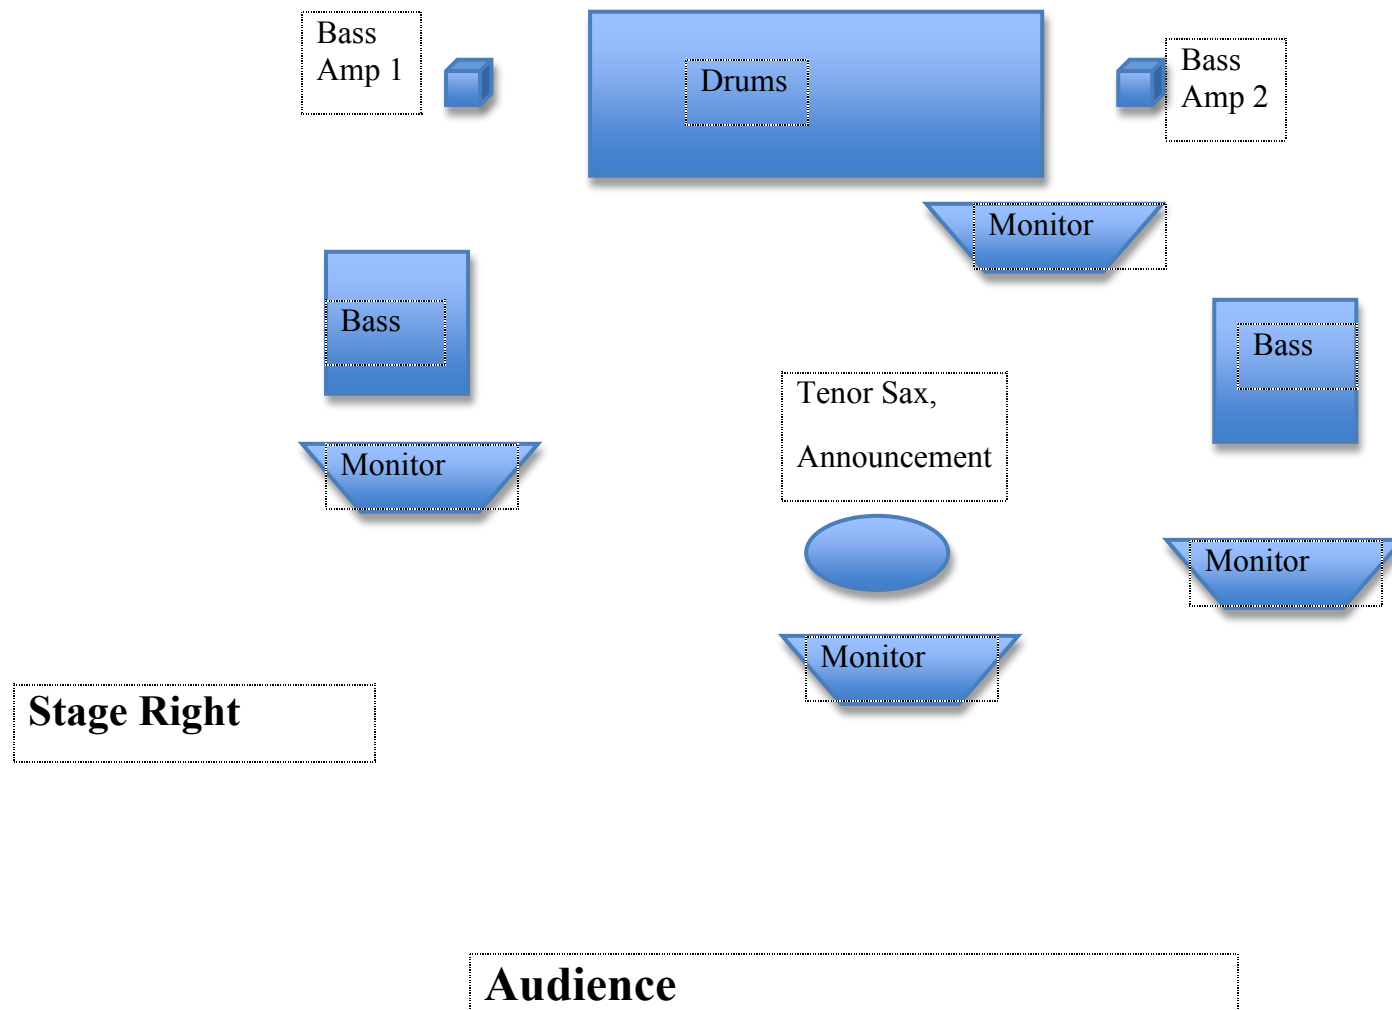 Bass
Amp 1
Drums
Bass
Amp 2
Monitor
Bass
Bass
Tenor Sax,
Announcement
Monitor
Monitor
Monitor
Stage Right
Audience